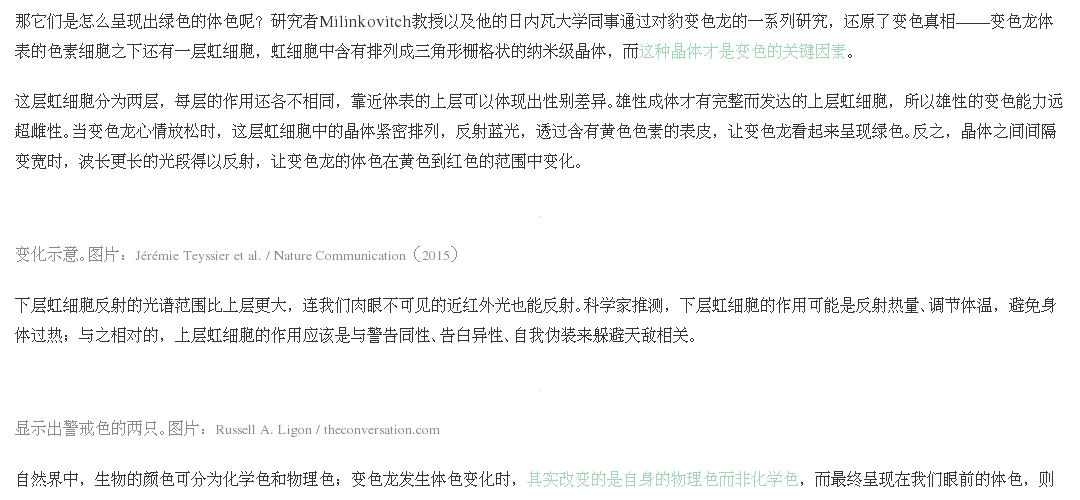 那它们是怎么呈现出绿色的体色呢？研究者Milinkovitch教授以及他的日内瓦大学同事通过对豹变色龙的一系列研究，还原了变色真相——变色龙体
表的色素细胞之下还有一层虹细胞，虹细胞中含有排列成三角形栅格状的纳米级晶体，而这种晶体才是变色的关键因素。
这层虹细胞分为两层，每层的作用还各不相同，靠近体表的上层可以体现出性别差异。雄性成体才有完整而发达的上层虹细胞，所以雄性的变色能力远
超雌性。当变色龙心情放松时，这层虹细胞中的晶体紧密排列，反射蓝光，透过含有黄色色素的表皮，让变色龙看起来呈现绿色。反之，晶体之间间隔
变宽时，波长更长的光段得以反射，让变色龙的体色在黄色到红色的范围中变化。
变化示意。图片：Jérémie Teyssier et al. / Nature Communication（2015）
下层虹细胞反射的光谱范围比上层更大，连我们肉眼不可见的近红外光也能反射。科学家推测，下层虹细胞的作用可能是反射热量、调节体温，避免身
体过热；与之相对的，上层虹细胞的作用应该是与警告同性、告白异性、自我伪装来躲避天敌相关。
显示出警戒色的两只。图片：Russell A. Ligon / theconversation.com
自然界中，生物的颜色可分为化学色和物理色；变色龙发生体色变化时，其实改变的是自身的物理色而非化学色，而最终呈现在我们眼前的体色，则